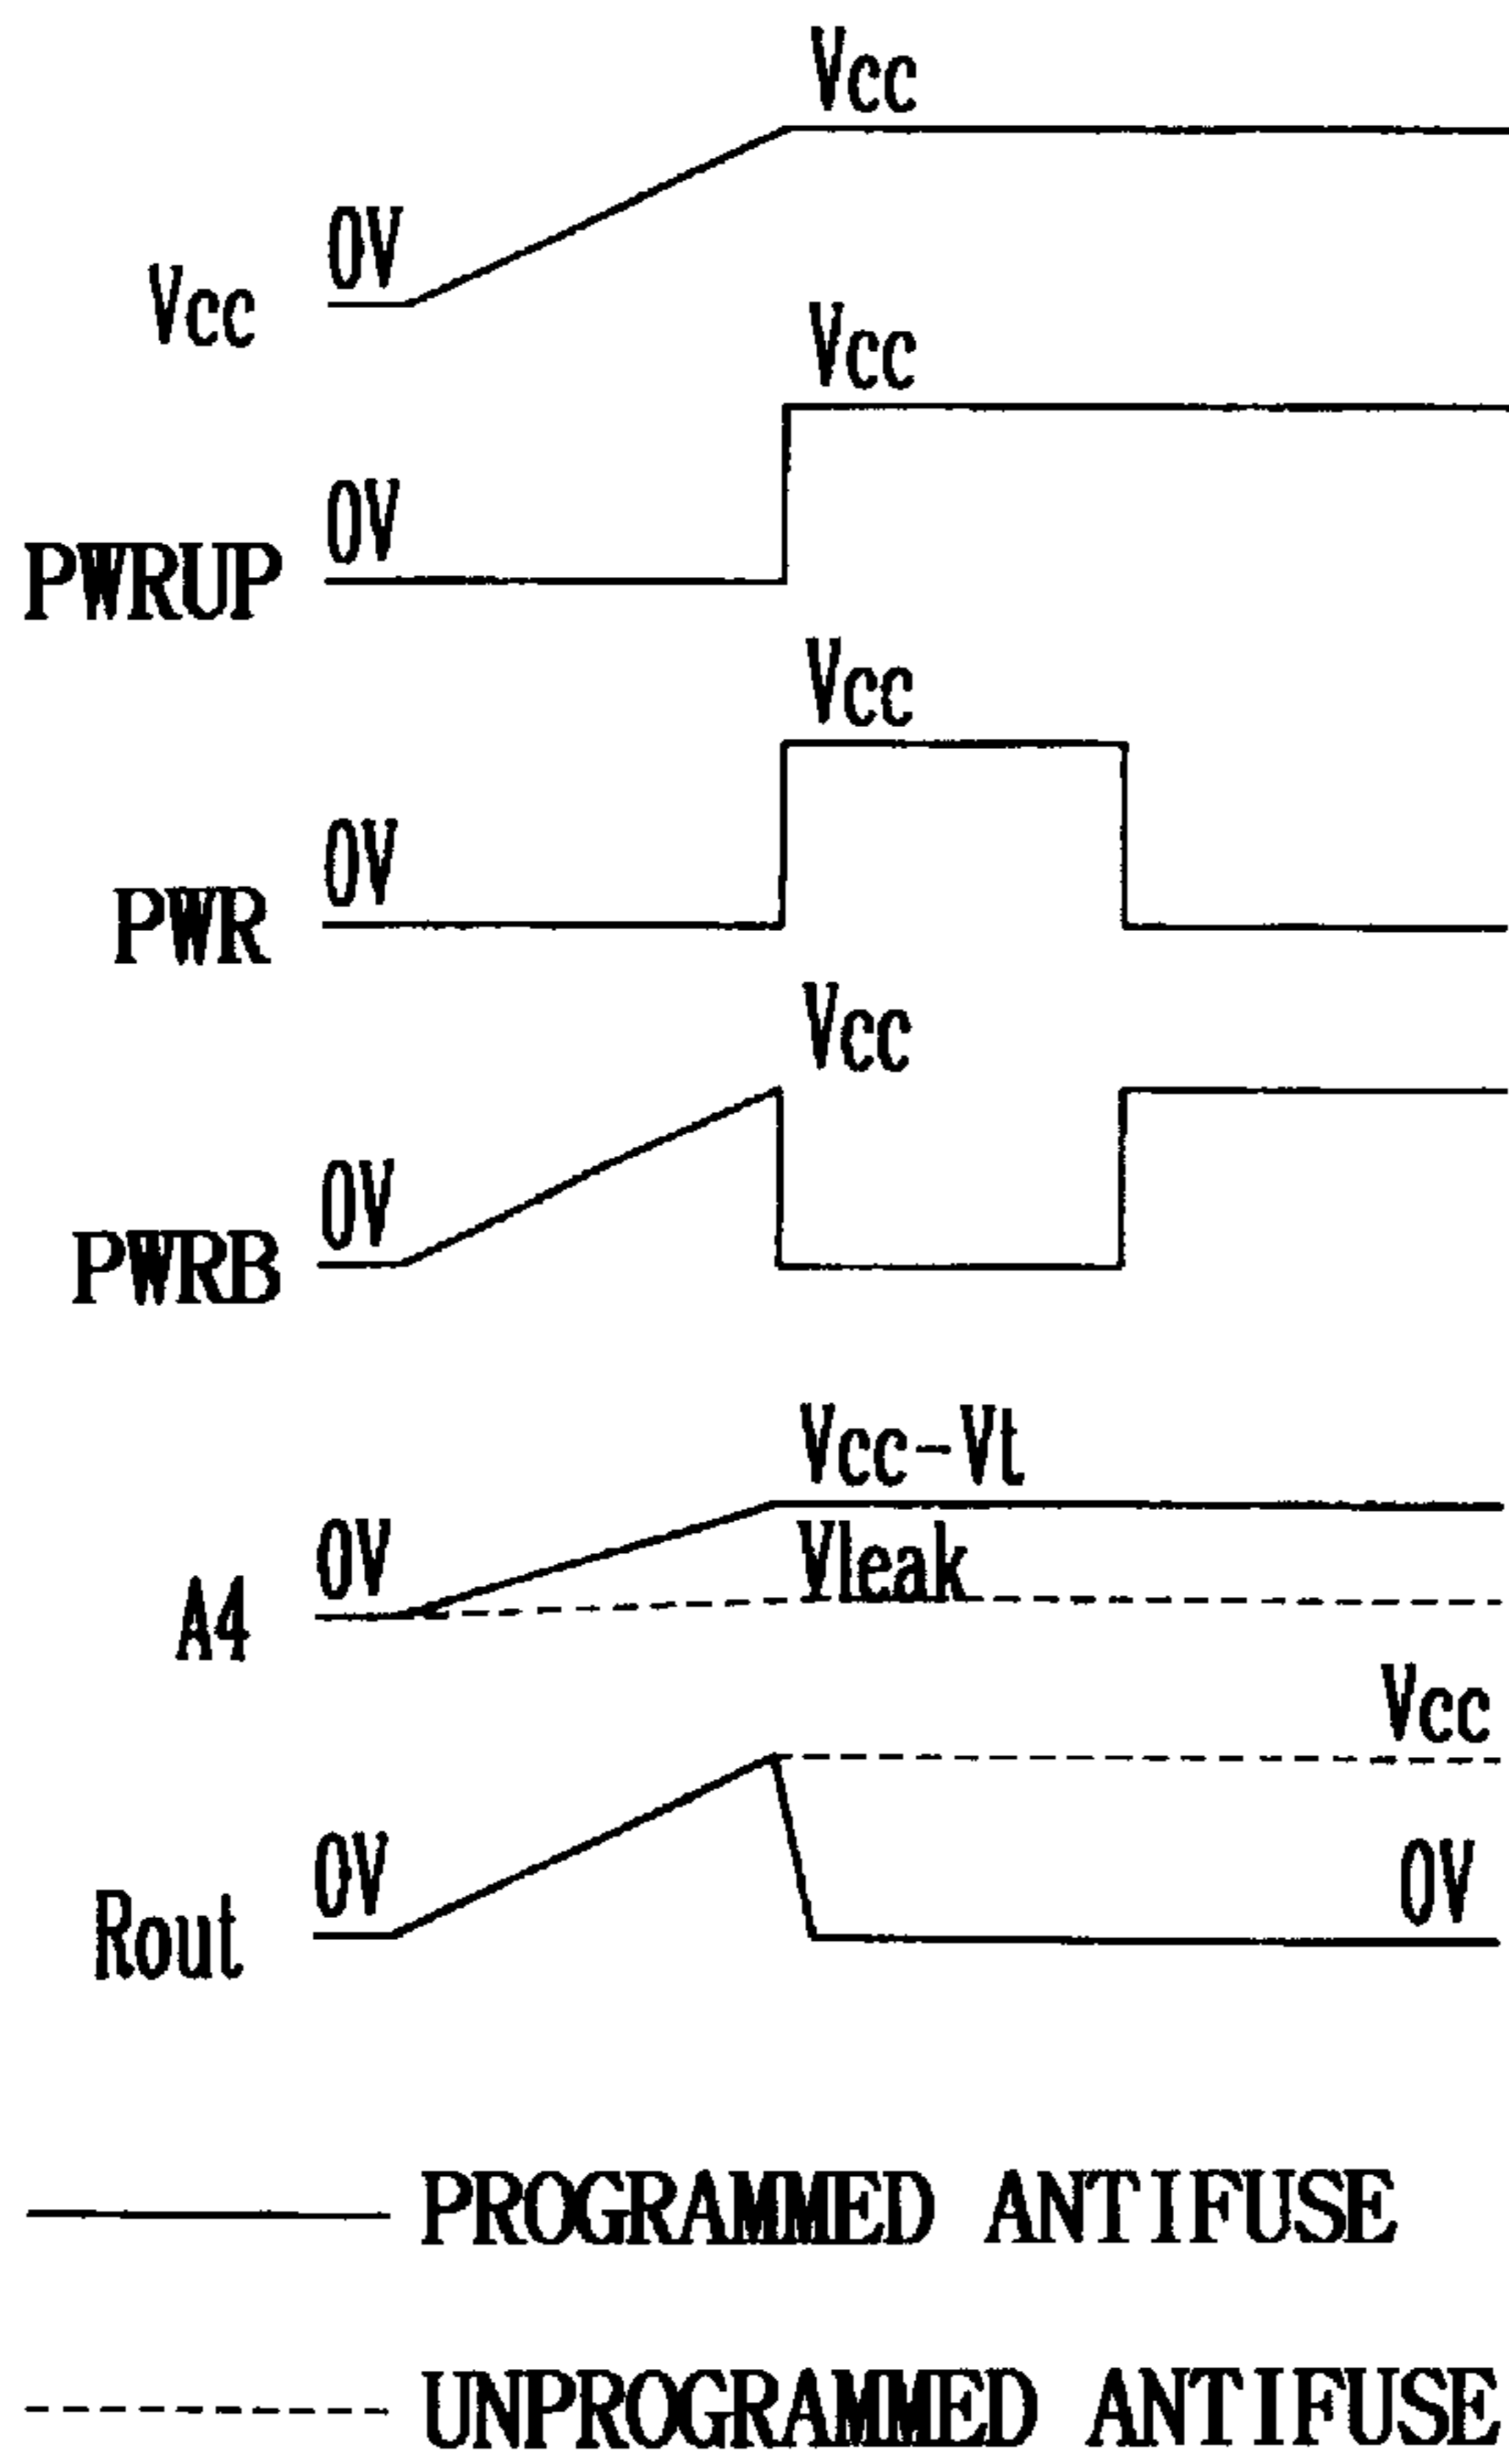 Vcc
0V
Vcc
Vcc
0V
PWRUP
Vcc
0V
PWR
Vcc
0V
PWRB
Vcc-Vt
0V
Vleak
A4
Vcc
0V
0V
Rout
PROGRAMMED ANTIFUSE
UNPROGRAMMED ANTIFUSE